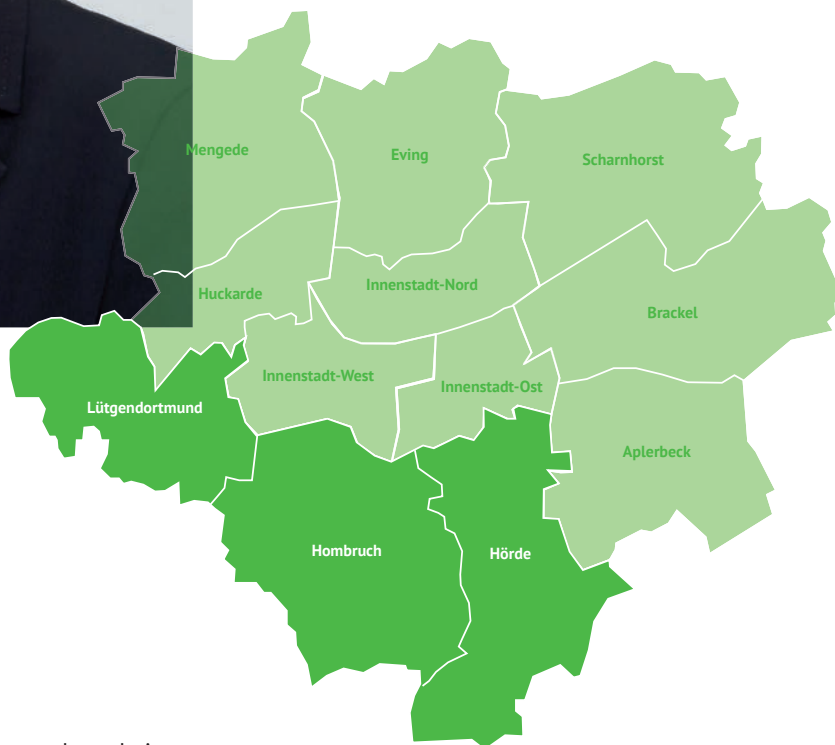 Mengede
Eving
Scharnhorst
Huckarde
Innenstadt-Nord
Brackel
Innenstadt-West
Innenstadt-Ost
Lütgendortmund
Aplerbeck
Hombruch
Hörde